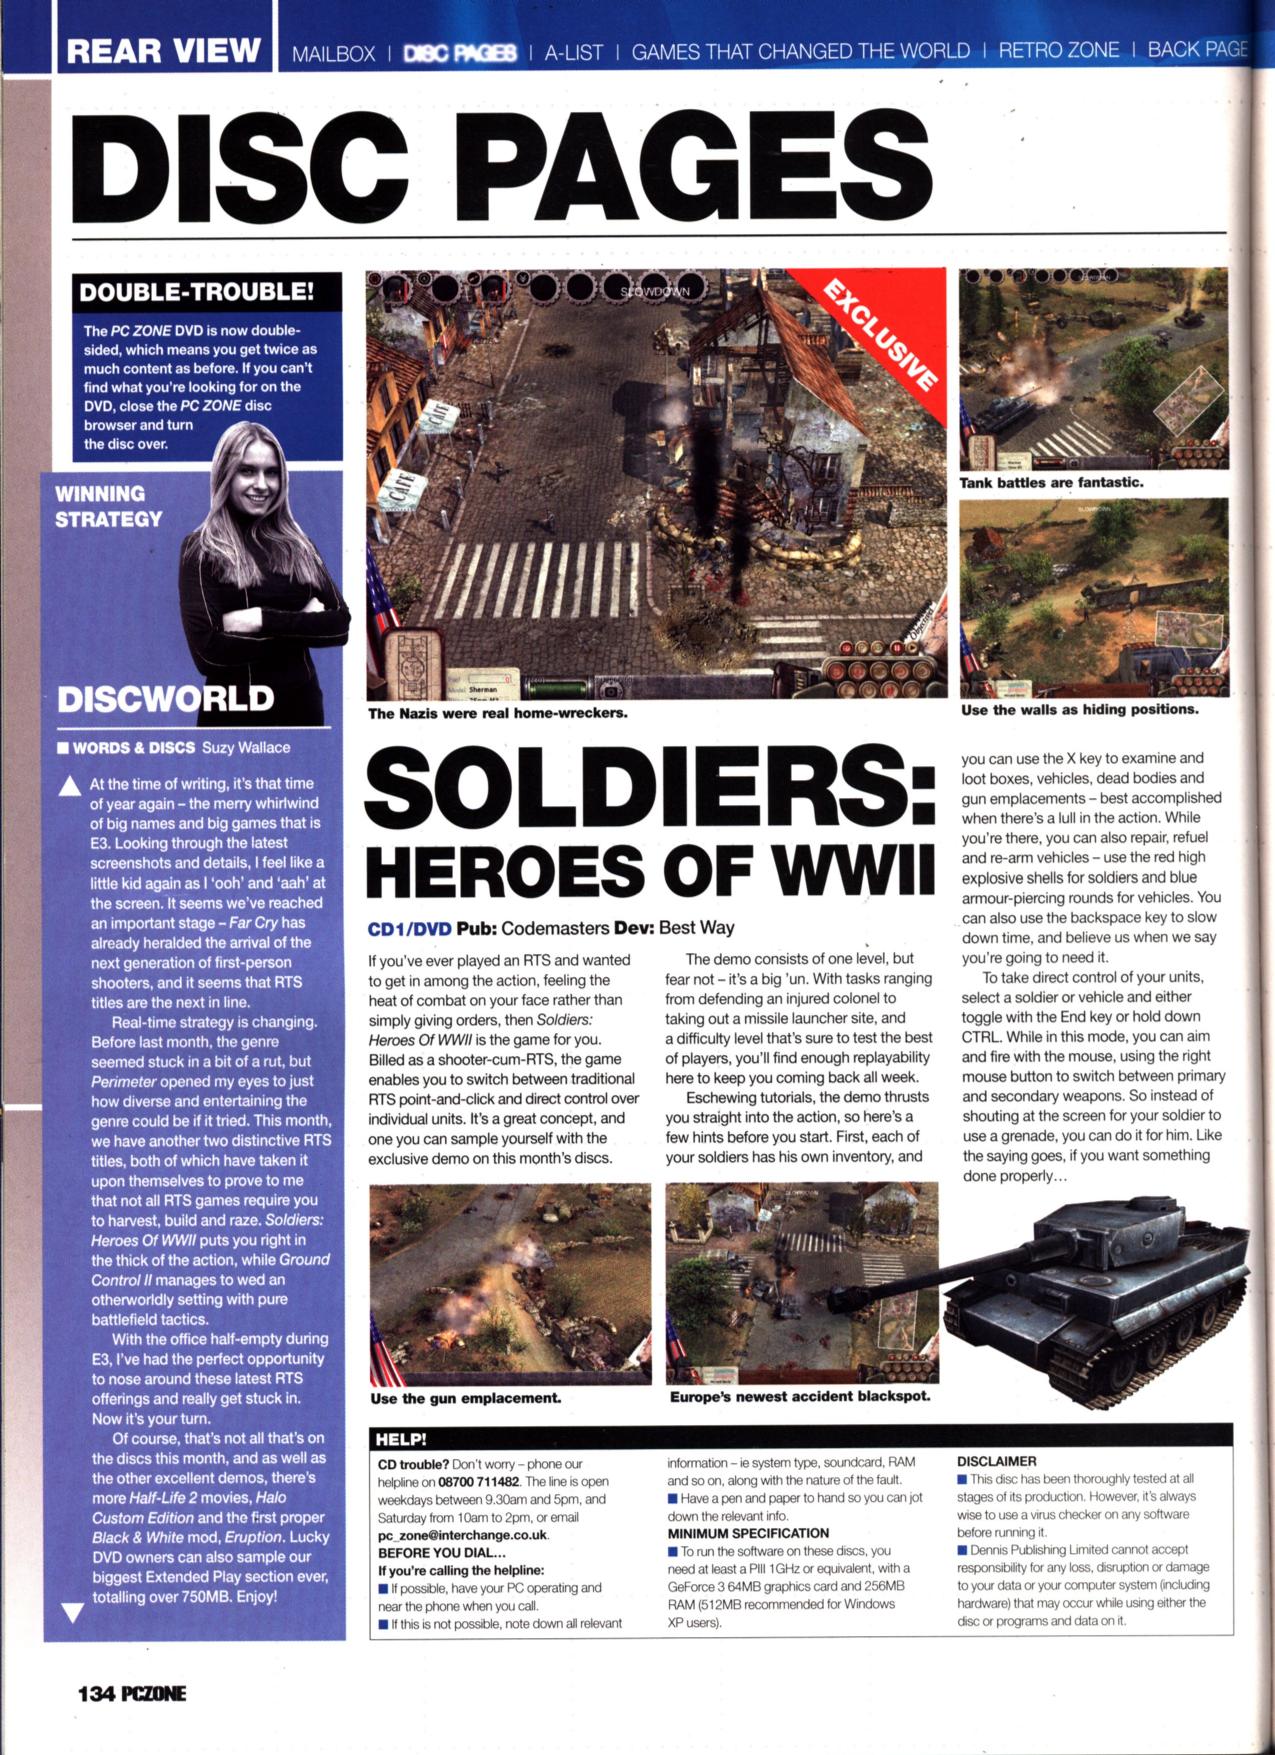 REAR VIEW
MAILBOX | DISC PAGES | A-LIST | GAMES THAT CHANGED THE WORLD | RETRO ZONE | BACK PAGE
DISC PAGES
DOUBLE-TROUBLE!
The PC ZONE DVD is now double-
sided, which means you get twice as
much content as before. If you can't
find what you're looking for on the
DVD, close the PC ZONE disc
browser and turn
the disc over.
WINNING
STRATEGY
DISCWORLD
■ WORDS & DISCS Suzy Wallace
At the time of writing, it's that time
of year again – the merry whirlwind
of big names and big games that is
E3. Looking through the latest
screenshots and details, I feel like a
little kid again as I 'ooh' and 'aah' at
the screen. It seems we've reached
an important stage – Far Cry has
already heralded the arrival of the
next generation of first-person
shooters, and it seems that RTS
titles are the next in line.
Real-time strategy is changing.
Before last month, the genre
seemed stuck in a bit of a rut, but
Perimeter opened my eyes to just
how diverse and entertaining the
genre could be if it tried. This month,
we have another two distinctive RTS
titles, both of which have taken it
upon themselves to prove to me
that not all RTS games require you
to harvest, build and raze. Soldiers:
Heroes Of WWII puts you right in
the thick of the action, while Ground
Control II manages to wed an
otherworldly setting with pure
battlefield tactics.
With the office half-empty during
E3, I've had the perfect opportunity
to nose around these latest RTS
offerings and really get stuck in.
Now it's your turn.
Of course, that's not all that's on
the discs this month, and as well as
the other excellent demos, there's
more Half-Life 2 movies, Halo
Custom Edition and the first proper
Black & White mod, Eruption. Lucky
DVD owners can also sample our
biggest Extended Play section ever,
totalling over 750MB. Enjoy!
SLOWDOWN
EXCLUSIVE
CAFE
CAFE
Sherman
The Nazis were real home-wreckers.
Tank battles are fantastic.
SLOWDOWN
Use the walls as hiding positions.
SOLDIERS:
HEROES OF WWII
CD1/DVD Pub: Codemasters Dev: Best Way
If you've ever played an RTS and wanted
to get in among the action, feeling the
heat of combat on your face rather than
simply giving orders, then Soldiers:
Heroes Of WWII is the game for you.
Billed as a shooter-cum-RTS, the game
enables you to switch between traditional
RTS point-and-click and direct control over
individual units. It's a great concept, and
one you can sample yourself with the
exclusive demo on this month's discs.
The demo consists of one level, but
fear not – it's a big 'un. With tasks ranging
from defending an injured colonel to
taking out a missile launcher site, and
a difficulty level that's sure to test the best
of players, you'll find enough replayability
here to keep you coming back all week.
Eschewing tutorials, the demo thrusts
you straight into the action, so here's a
few hints before you start. First, each of
your soldiers has his own inventory, and
you can use the X key to examine and
loot boxes, vehicles, dead bodies and
gun emplacements – best accomplished
when there's a lull in the action. While
you're there, you can also repair, refuel
and re-arm vehicles – use the red high
explosive shells for soldiers and blue
armour-piercing rounds for vehicles. You
can also use the backspace key to slow
down time, and believe us when we say
you're going to need it.
To take direct control of your units,
select a soldier or vehicle and either
toggle with the End key or hold down
CTRL. While in this mode, you can aim
and fire with the mouse, using the right
mouse button to switch between primary
and secondary weapons. So instead of
shouting at the screen for your soldier to
use a grenade, you can do it for him. Like
the saying goes, if you want something
done properly…
Use the gun emplacement.
SLOWDOWN
Europe's newest accident blackspot.
HELP!
CD trouble? Don't worry – phone our
helpline on 08700 711482. The line is open
weekdays between 9.30am and 5pm, and
Saturday from 10am to 2pm, or email
pc_zone@interchange.co.uk.
BEFORE YOU DIAL...
If you're calling the helpline:
■ If possible, have your PC operating and
near the phone when you call.
■ If this is not possible, note down all relevant
information – ie system type, soundcard, RAM
and so on, along with the nature of the fault.
■ Have a pen and paper to hand so you can jot
down the relevant info.
MINIMUM SPECIFICATION
■ To run the software on these discs, you
need at least a PIII 1GHz or equivalent, with a
GeForce 3 64MB graphics card and 256MB
RAM (512MB recommended for Windows
XP users).
DISCLAIMER
■ This disc has been thoroughly tested at all
stages of its production. However, it's always
wise to use a virus checker on any software
before running it.
■ Dennis Publishing Limited cannot accept
responsibility for any loss, disruption or damage
to your data or your computer system (including
hardware) that may occur while using either the
disc or programs and data on it.
134 PCZONE